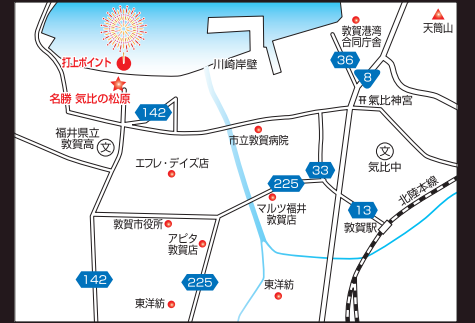 天筒山
敦賀港湾
合同庁舎
打上ポイント
川崎岸壁
36
8
名勝 気比の松原
142
氣比神宮
福井県立
敦賀高
文
市立敦賀病院
文
気比中
エフレ・デイズ店
33
225
北陸本線
マルツ福井
敦賀店
13
敦賀市役所
敦賀駅
アピタ
敦賀店
142
225
東洋紡
東洋紡